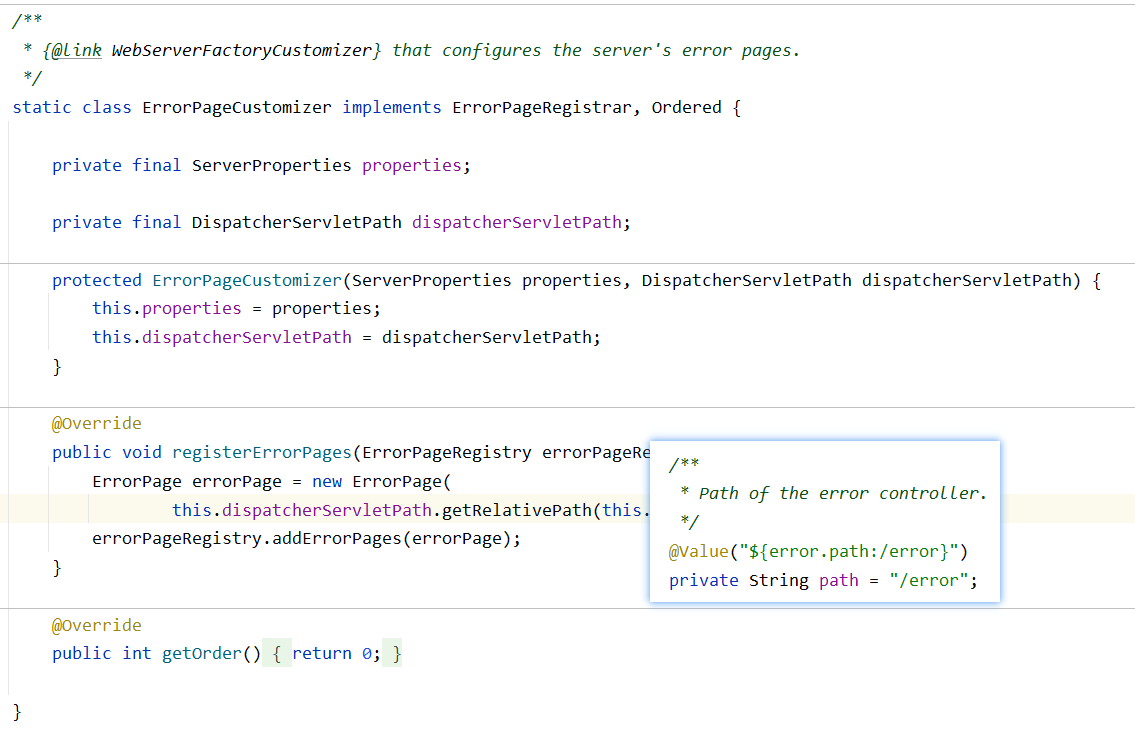 /**
 * {@link WebServerFactoryCustomizer} that configures the server's error pages.
 */
static class ErrorPageCustomizer implements ErrorPageRegistrar, Ordered {
private final ServerProperties properties;
private final DispatcherServletPath dispatcherServletPath;
protected ErrorPageCustomizer(ServerProperties properties, DispatcherServletPath dispatcherServletPath) {
this.properties = properties;
this.dispatcherServletPath = dispatcherServletPath;
}
@Override
public void registerErrorPages(ErrorPageRegistry errorPageRe
ErrorPage errorPage = new ErrorPage(
this.dispatcherServletPath.getRelativePath(this.
errorPageRegistry.addErrorPages(errorPage);
}
/**
 * Path of the error controller.
 */
@Value("${error.path:/error}")
private String path = "/error";
@Override
public int getOrder() { return 0; }
}